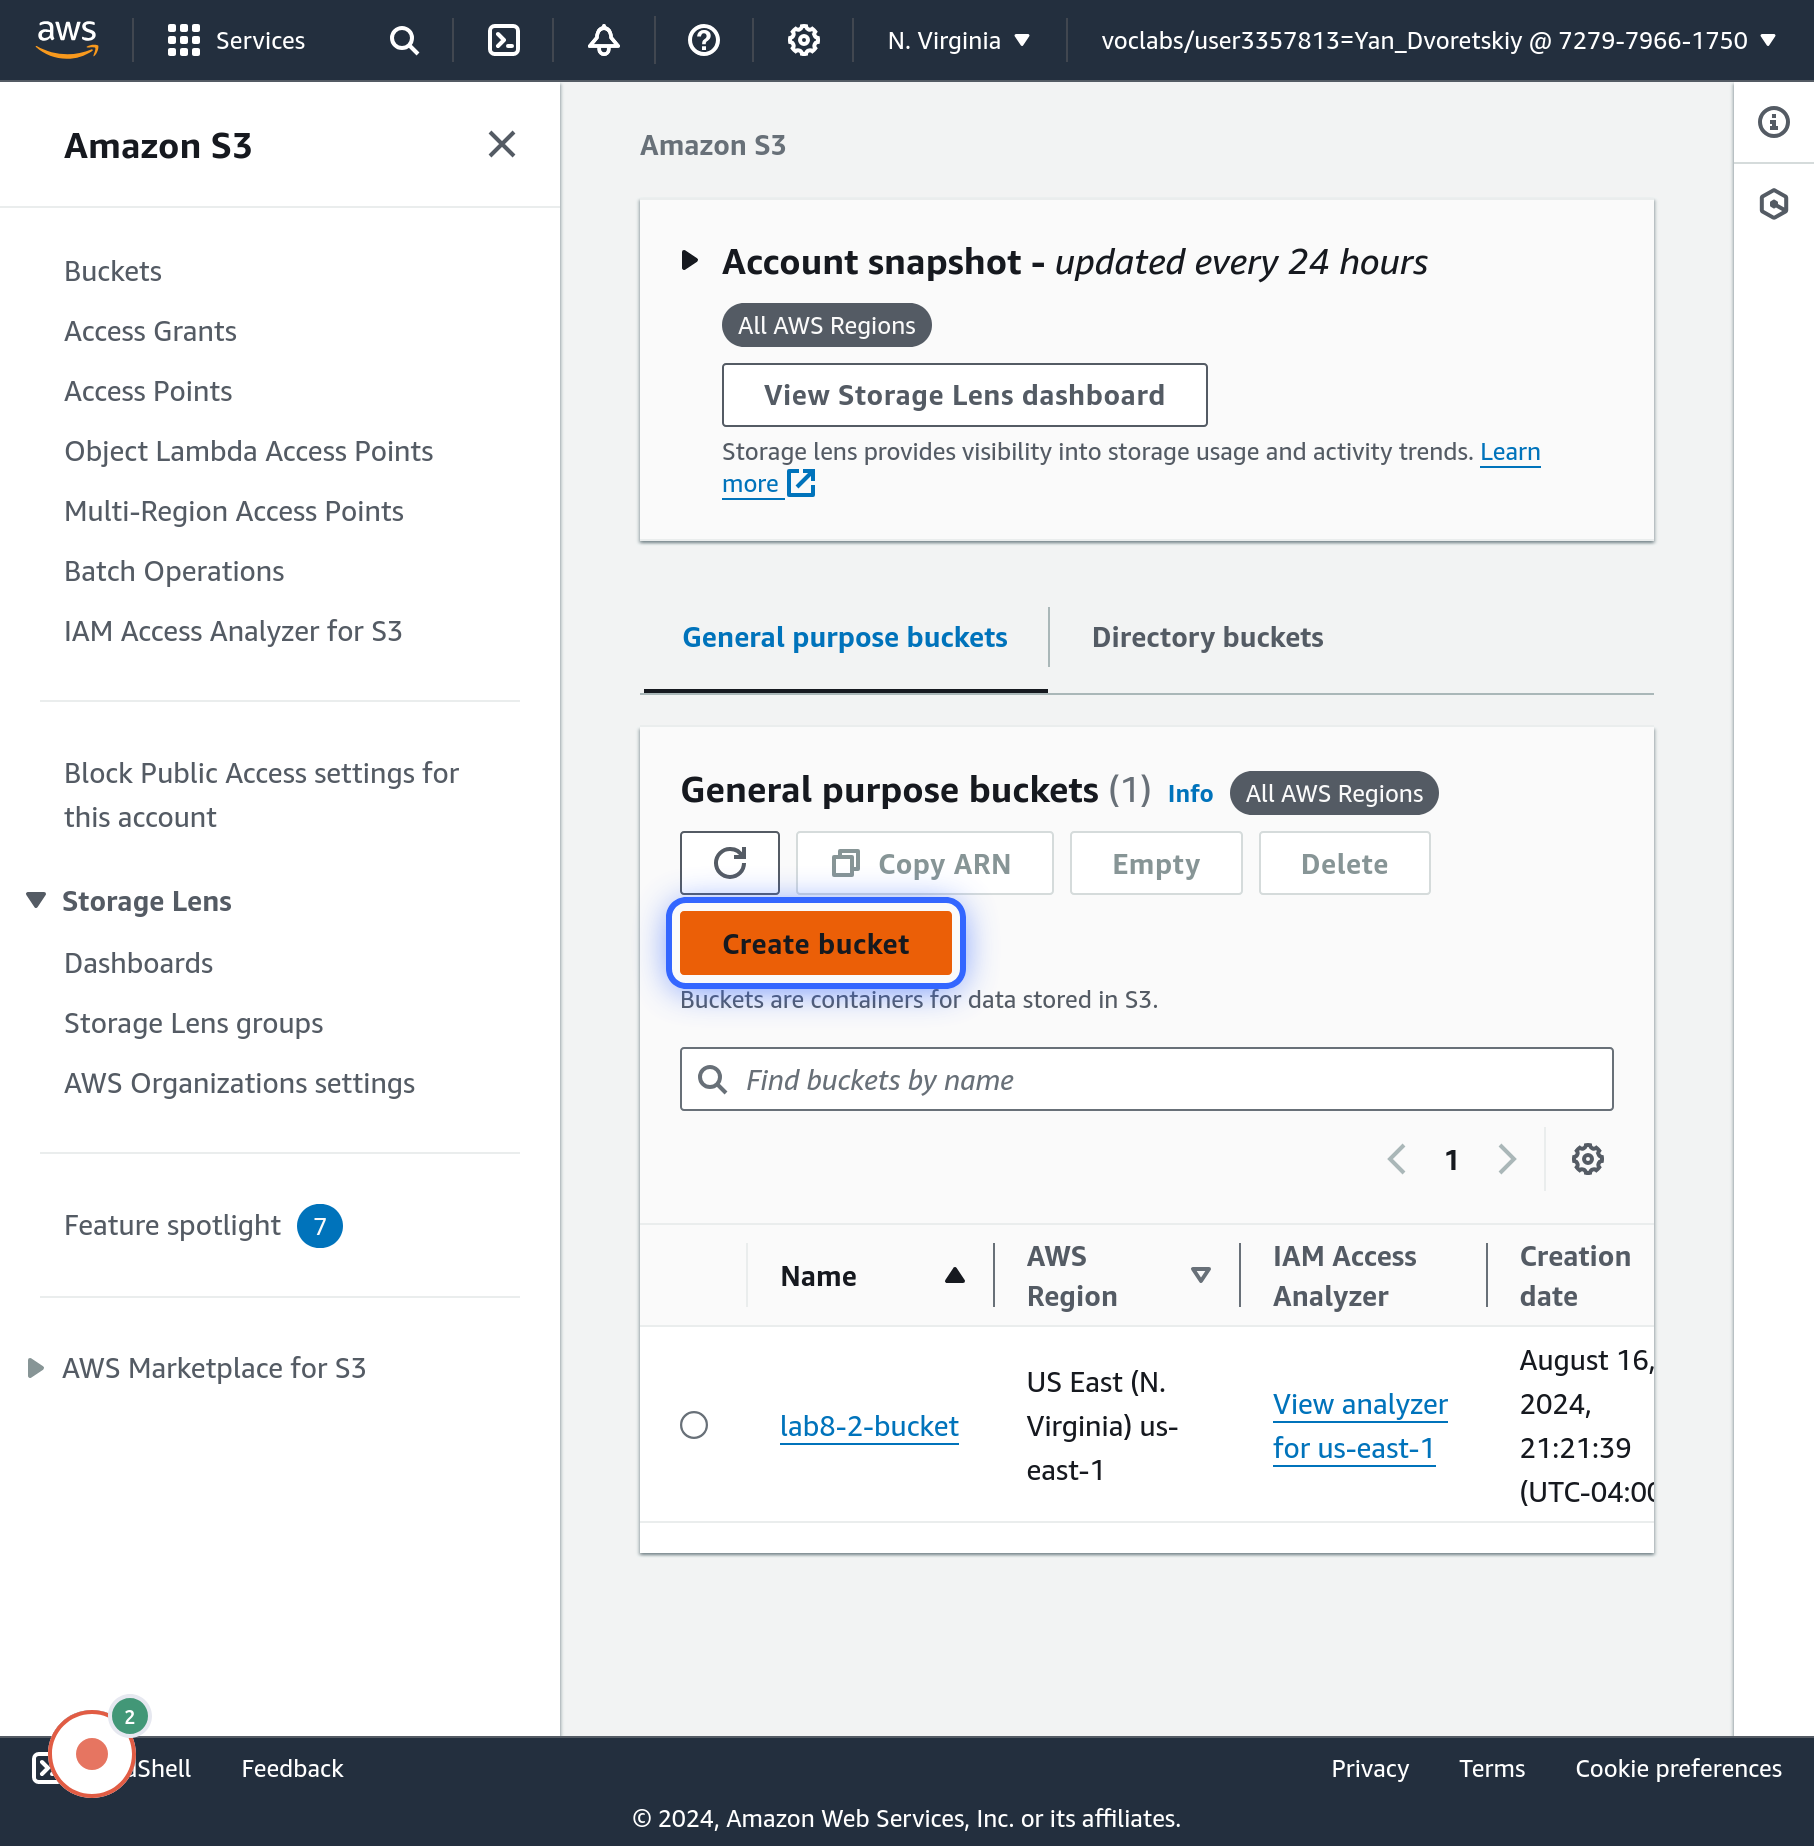 aws
Services
N. Virginia
voclabs/user3357813=Yan_Dvoretskiy @ 7279-7966-1750
Amazon S3
Buckets
Access Grants
Access Points
Object Lambda Access Points
Multi-Region Access Points
Batch Operations
IAM Access Analyzer for S3
Block Public Access settings for
this account
Storage Lens
Dashboards
Storage Lens groups
AWS Organizations settings
Feature spotlight 7
AWS Marketplace for S3
Amazon S3
Account snapshot - updated every 24 hours
All AWS Regions
View Storage Lens dashboard
Storage lens provides visibility into storage usage and activity trends. Learn
more
General purpose buckets
Directory buckets
General purpose buckets (1) Info All AWS Regions
Copy ARN
Empty
Delete
Create bucket
Buckets are containers for data stored in S3.
Find buckets by name
1
Name
AWS
Region
IAM Access
Analyzer
Creation
date
lab8-2-bucket
US East (N.
Virginia) us-
east-1
View analyzer
for us-east-1
August 16,
2024,
21:21:39
(UTC-04:00
2
Shell
Feedback
Privacy
Terms
Cookie preferences
© 2024, Amazon Web Services, Inc. or its affiliates.